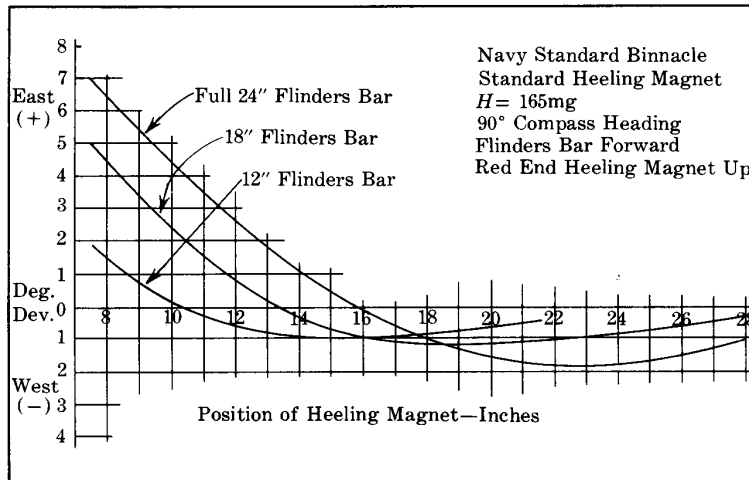 8
7
East
(+)
6
5
4
3
2
1
Deg.
Dev.
0
1
2
West
(−)
3
4
8 10 12 14 16 18 20 22 24 26 28
Full 24″ Flinders Bar
18″ Flinders Bar
12″ Flinders Bar
Navy Standard Binnacle
Standard Heeling Magnet
H= 165mg
90° Compass Heading
Flinders Bar Forward
Red End Heeling Magnet Up
Position of Heeling Magnet—Inches